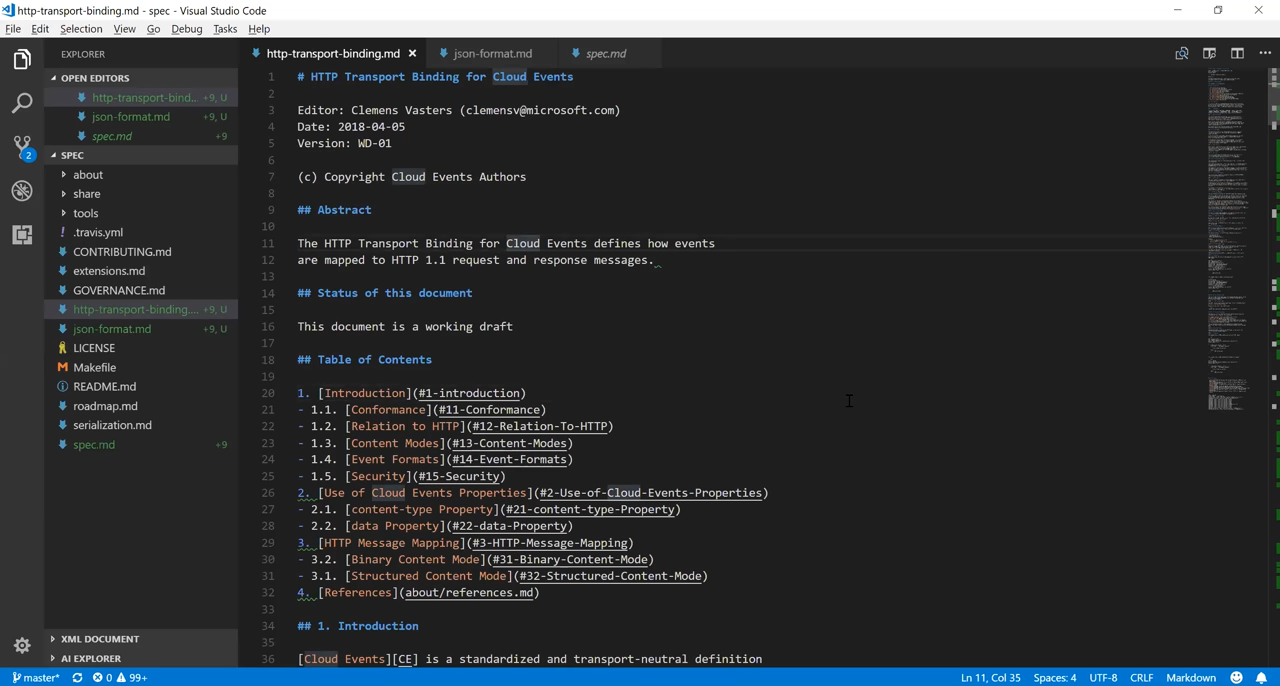 http-transport-binding.md - spec - Visual Studio Code
File Edit Selection View Go Debug Tasks Help
EXPLORER
OPEN EDITORS
http-transport-bind... +9, U
json-format.md +9, U
spec.md +9
SPEC
about
share
tools
.travis.yml
CONTRIBUTING.md
extensions.md
GOVERNANCE.md
http-transport-binding.... +9, U
json-format.md +9, U
LICENSE
Makefile
README.md
roadmap.md
serialization.md
spec.md +9
XML DOCUMENT
AI EXPLORER
2
http-transport-binding.md json-format.md spec.md
1 # HTTP Transport Binding for Cloud Events
2
3 Editor: Clemens Vasters (clemensv@microsoft.com)
4 Date: 2018-04-05
5 Version: WD-01
6
7 (c) Copyright Cloud Events Authors
8
9 ## Abstract
10
11 The HTTP Transport Binding for Cloud Events defines how events
12 are mapped to HTTP 1.1 request and response messages.
13
14 ## Status of this document
15
16 This document is a working draft
17
18 ## Table of Contents
19
20 1. [Introduction](#1-introduction)
21 - 1.1. [Conformance](#11-Conformance)
22 - 1.2. [Relation to HTTP](#12-Relation-To-HTTP)
23 - 1.3. [Content Modes](#13-Content-Modes)
24 - 1.4. [Event Formats](#14-Event-Formats)
25 - 1.5. [Security](#15-Security)
26 2. [Use of Cloud Events Properties](#2-Use-of-Cloud-Events-Properties)
27 - 2.1. [content-type Property](#21-content-type-Property)
28 - 2.2. [data Property](#22-data-Property)
29 3. [HTTP Message Mapping](#3-HTTP-Message-Mapping)
30 - 3.2. [Binary Content Mode](#31-Binary-Content-Mode)
31 - 3.1. [Structured Content Mode](#32-Structured-Content-Mode)
32 4. [References](about/references.md)
33
34 ## 1. Introduction
35
36 [Cloud Events][CE] is a standardized and transport-neutral definition
master* 0 99+ Ln 11, Col 35 Spaces: 4 UTF-8 CRLF Markdown